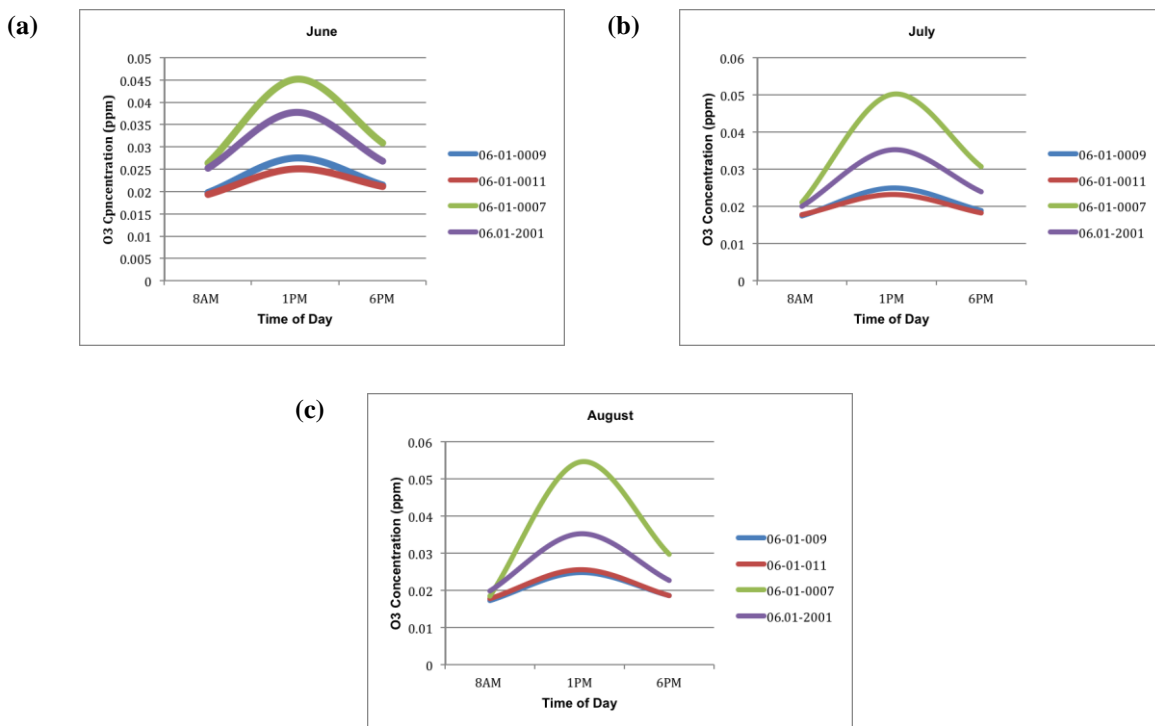 (a)
June
O3 Cpncentration (ppm)
0.05
0.045
0.04
0.035
0.03
0.025
0.02
0.015
0.01
0.005
0
8AM 1PM 6PM
Time of Day
06-01-0009
06-01-0011
06-01-0007
06.01-2001
(b)
July
O3 Concentration (ppm)
0.06
0.05
0.04
0.03
0.02
0.01
0
8AM 1PM 6PM
Time of Day
06-01-0009
06-01-0011
06-01-0007
06.01-2001
(c)
August
O3 Concentration (ppm)
0.06
0.05
0.04
0.03
0.02
0.01
0
8AM 1PM 6PM
Time of Day
06-01-009
06-01-011
06-01-0007
06.01-2001